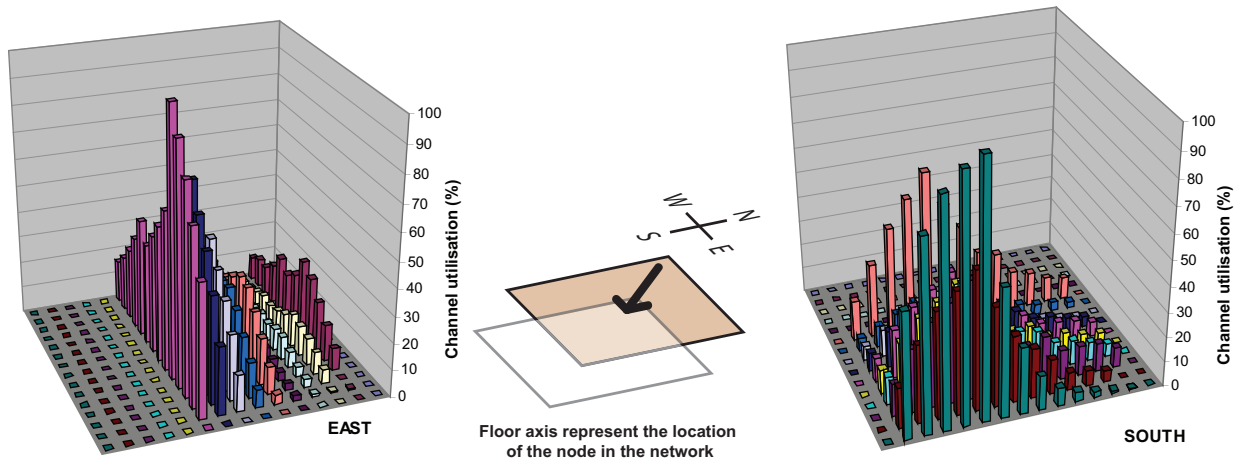 100
90
80
70
60
50
40
30
20
10
0
Channel utilisation (%)
EAST
W
N
S
E
Floor axis represent the location
of the node in the network
100
90
80
70
60
50
40
30
20
10
0
Channel utilisation (%)
SOUTH